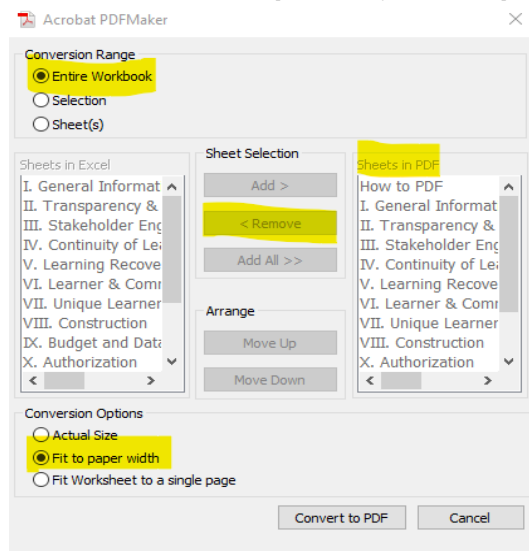 Acrobat PDFMaker
Conversion Range
Entire Workbook
Selection
Sheet(s)
Sheets in Excel
I. General Informat
II. Transparency &
III. Stakeholder Eng
IV. Continuity of Lea
V. Learning Recove
VI. Learner & Comm
VII. Unique Learner
VIII. Construction
IX. Budget and Data
X. Authorization
Sheet Selection
Add >
< Remove
Add All >>
Arrange
Move Up
Move Down
Sheets in PDF
How to PDF
I. General Informat
II. Transparency &
III. Stakeholder Eng
IV. Continuity of Lea
V. Learning Recove
VI. Learner & Comm
VII. Unique Learner
VIII. Construction
X. Authorization
Conversion Options
Actual Size
Fit to paper width
Fit Worksheet to a single page
Convert to PDF
Cancel